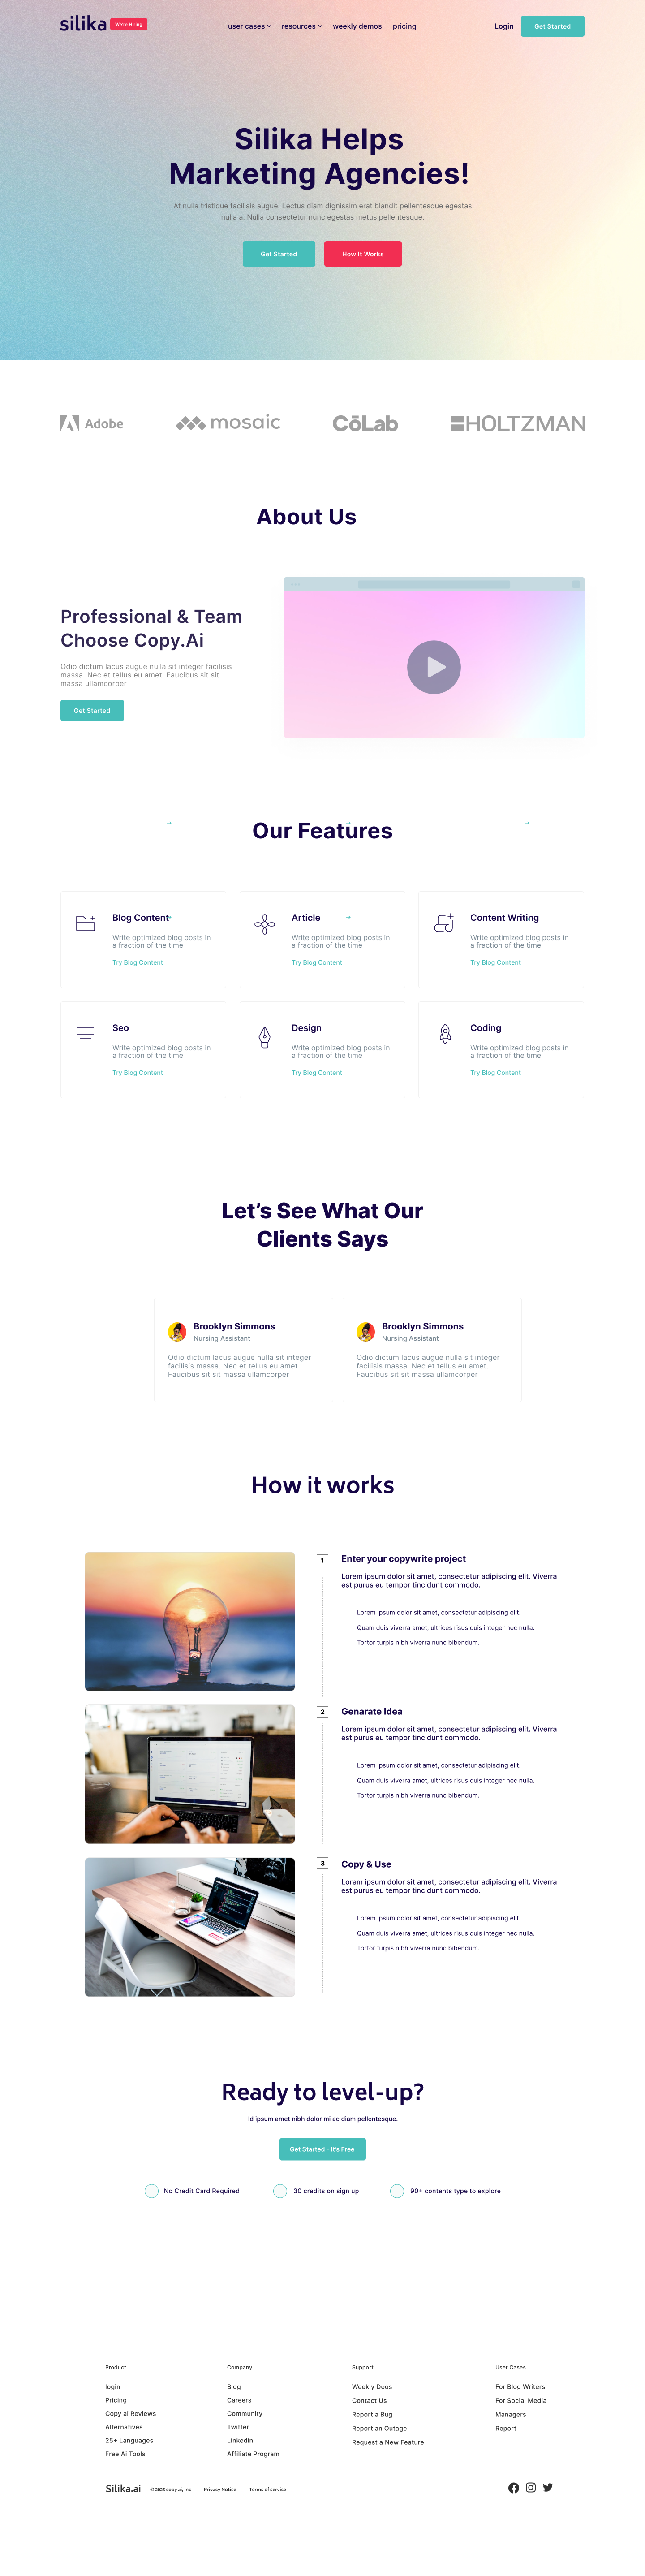 silika We're Hiring user cases resources weekly demos pricing Login Get Started
Silika Helps
Marketing Agencies!
At nulla tristique facilisis augue. Lectus diam dignissim erat blandit pellentesque egestas
nulla a. Nulla consectetur nunc egestas metus pellentesque.
Get Started How It Works
Adobe mosaic CōLab HOLTZMAN
About Us
Professional & Team
Choose Copy.Ai
Odio dictum lacus augue nulla sit integer facilisis
massa. Nec et tellus eu amet. Faucibus sit sit
massa ullamcorper
Get Started
Our Features
Blog Content
Write optimized blog posts in
a fraction of the time
Try Blog Content
Article
Write optimized blog posts in
a fraction of the time
Try Blog Content
Content Writing
Write optimized blog posts in
a fraction of the time
Try Blog Content
Seo
Write optimized blog posts in
a fraction of the time
Try Blog Content
Design
Write optimized blog posts in
a fraction of the time
Try Blog Content
Coding
Write optimized blog posts in
a fraction of the time
Try Blog Content
Let's See What Our
Clients Says
Brooklyn Simmons
Nursing Assistant
Odio dictum lacus augue nulla sit integer
facilisis massa. Nec et tellus eu amet.
Faucibus sit sit massa ullamcorper
Brooklyn Simmons
Nursing Assistant
Odio dictum lacus augue nulla sit integer
facilisis massa. Nec et tellus eu amet.
Faucibus sit sit massa ullamcorper
How it works
1 Enter your copywrite project
Lorem ipsum dolor sit amet, consectetur adipiscing elit. Viverra
est purus eu tempor tincidunt commodo.
Lorem ipsum dolor sit amet, consectetur adipiscing elit.
Quam duis viverra amet, ultrices risus quis integer nec nulla.
Tortor turpis nibh viverra nunc bibendum.
2 Genarate Idea
Lorem ipsum dolor sit amet, consectetur adipiscing elit. Viverra
est purus eu tempor tincidunt commodo.
Lorem ipsum dolor sit amet, consectetur adipiscing elit.
Quam duis viverra amet, ultrices risus quis integer nec nulla.
Tortor turpis nibh viverra nunc bibendum.
3 Copy & Use
Lorem ipsum dolor sit amet, consectetur adipiscing elit. Viverra
est purus eu tempor tincidunt commodo.
Lorem ipsum dolor sit amet, consectetur adipiscing elit.
Quam duis viverra amet, ultrices risus quis integer nec nulla.
Tortor turpis nibh viverra nunc bibendum.
Ready to level-up?
Id ipsum amet nibh dolor mi ac diam pellentesque.
Get Started - It's Free
No Credit Card Required 30 credits on sign up 90+ contents type to explore
Product
login
Pricing
Copy ai Reviews
Alternatives
25+ Languages
Free Ai Tools
Company
Blog
Careers
Community
Twitter
Linkedin
Affiliate Program
Support
Weekly Deos
Contact Us
Report a Bug
Report an Outage
Request a New Feature
User Cases
For Blog Writers
For Social Media
Managers
Report
Silika.ai © 2025 copy ai, Inc Privacy Notice Terms of service